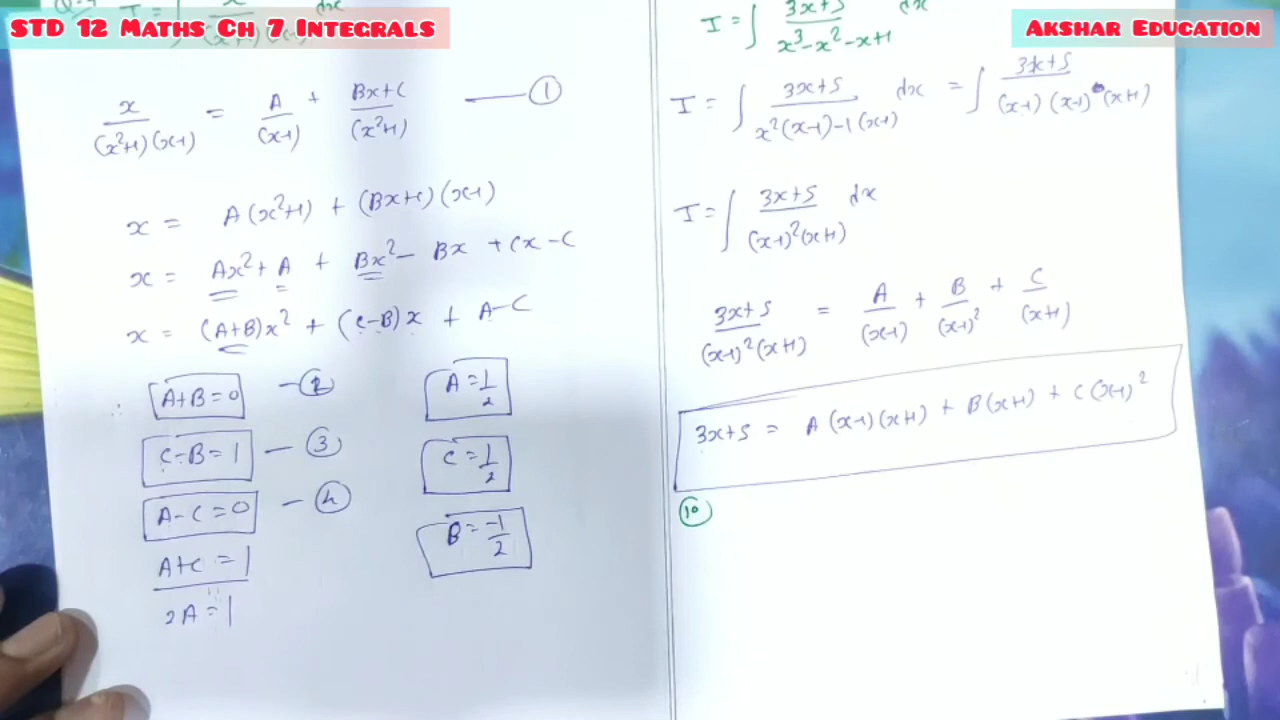 STD 12 Maths Ch 7 Integrals
Akshar Education
x/(x²+1)(x-1) = A/(x-1) + Bx+C/(x²+1) — ①
x = A(x²+1) + (Bx+C)(x-1)
x = Ax²+A + Bx² - Bx + Cx - C
x = (A+B)x² + (C-B)x + A-C
∴ A+B=0 — ②
C-B=1 — ③
A-C=0 — ④
A+C=1
2A=1
A=1/2
C=1/2
B=-1/2
I=∫ 3x+5/x³-x²-x+1 dx
I=∫ 3x+5/x²(x-1)-1(x-1) dx = ∫ 3x+5/(x-1)(x-1)(x+1)
I=∫ 3x+5/(x-1)²(x+1) dx
3x+5/(x-1)²(x+1) = A/(x-1) + B/(x-1)² + C/(x+1)
3x+5 = A(x-1)(x+1) + B(x+1) + C(x-1)²
10